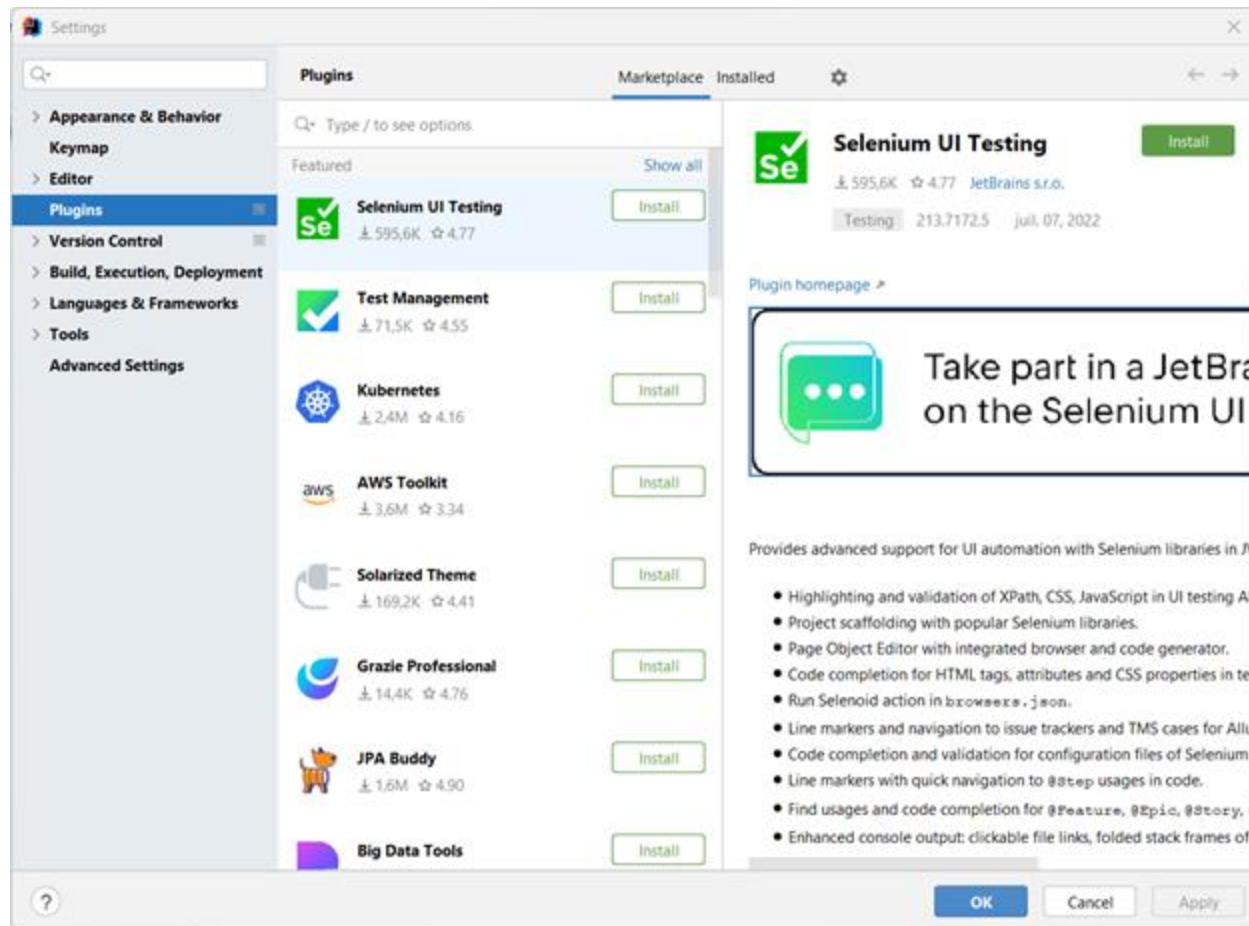 Settings
Appearance & Behavior
Keymap
Editor
Plugins
Version Control
Build, Execution, Deployment
Languages & Frameworks
Tools
Advanced Settings
Plugins
Marketplace Installed
Type / to see options
Featured Show all
Selenium UI Testing Install
595,6K 4.77
Test Management Install
71,5K 4.55
Kubernetes Install
2,4M 4.16
aws AWS Toolkit Install
3,6M 3.34
Solarized Theme Install
169,2K 4.41
Grazie Professional Install
14,4K 4.76
JPA Buddy Install
1,6M 4.90
Big Data Tools Install
Se Selenium UI Testing Install
595,6K 4.77 JetBrains s.r.o.
Testing 213.7172.5 juil. 07, 2022
Plugin homepage
Take part in a JetBra
on the Selenium UI
Provides advanced support for UI automation with Selenium libraries in
Highlighting and validation of XPath, CSS, JavaScript in UI testing A
Project scaffolding with popular Selenium libraries.
Page Object Editor with integrated browser and code generator.
Code completion for HTML tags, attributes and CSS properties in te
Run Selenoid action in browsers.json.
Line markers and navigation to issue trackers and TMS cases for Allu
Code completion and validation for configuration files of Selenium
Line markers with quick navigation to @Step usages in code.
Find usages and code completion for @Feature, @Epic, @Story,
Enhanced console output: clickable file links, folded stack frames of
? OK Cancel Apply